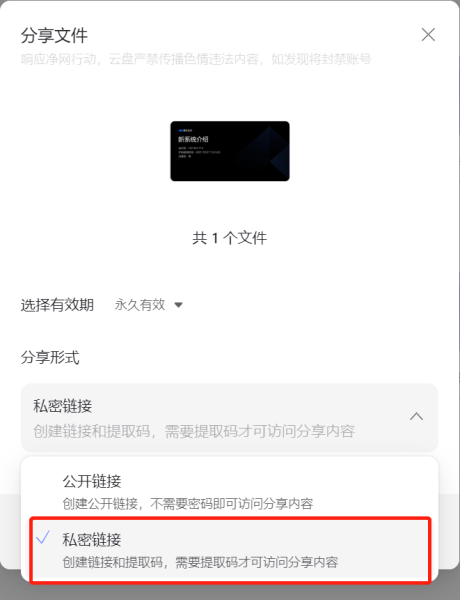 分享文件
响应净网行动，云盘严禁传播色情违法内容，如发现将封禁账号
新系统介绍
共 1 个文件
选择有效期 永久有效
分享形式
私密链接
创建链接和提取码，需要提取码才可访问分享内容
公开链接
创建公开链接，不需要密码即可访问分享内容
私密链接
创建链接和提取码，需要提取码才可访问分享内容